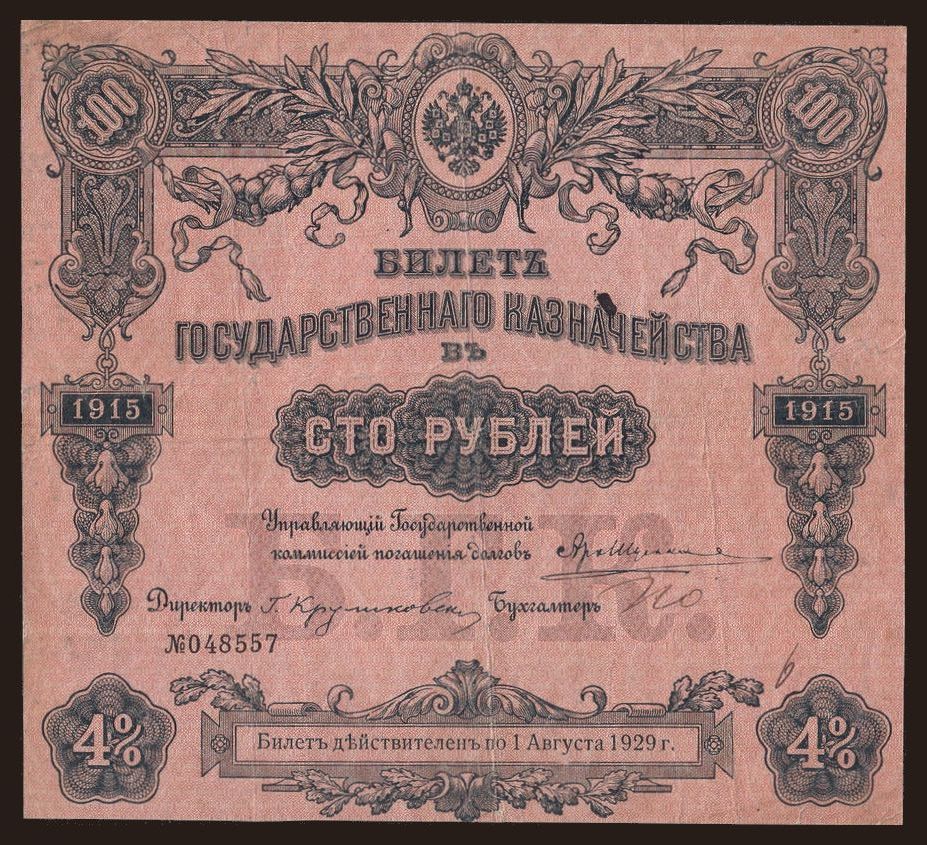 100 100
БИЛЕТЪ
ГОСУДАРСТВЕННАГО КАЗНАЧЕЙСТВА
ВЪ
1915 1915
СТО РУБЛЕЙ
Б.Г.К.
Управляющій Государственной
коммиссіей погашенія долговъ
Директоръ Бухгалтеръ
№048557
4% 4%
Билетъ дѣйствителенъ по 1 Августа 1929 г.